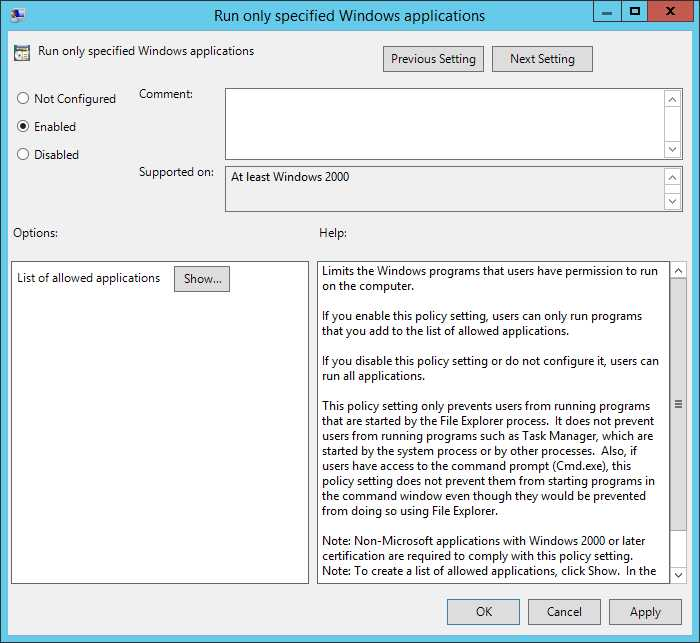 Run only specified Windows applications
Run only specified Windows applications
Previous Setting
Next Setting
Not Configured
Enabled
Disabled
Comment:
Supported on:
At least Windows 2000
Options:
Help:
List of allowed applications
Show...
Limits the Windows programs that users have permission to run
on the computer.
If you enable this policy setting, users can only run programs
that you add to the list of allowed applications.
If you disable this policy setting or do not configure it, users can
run all applications.
This policy setting only prevents users from running programs
that are started by the File Explorer process.  It does not prevent
users from running programs such as Task Manager, which are
started by the system process or by other processes.  Also, if
users have access to the command prompt (Cmd.exe), this
policy setting does not prevent them from starting programs in
the command window even though they would be prevented
from doing so using File Explorer.
Note: Non-Microsoft applications with Windows 2000 or later
certification are required to comply with this policy setting.
Note: To create a list of allowed applications, click Show.  In the
OK
Cancel
Apply